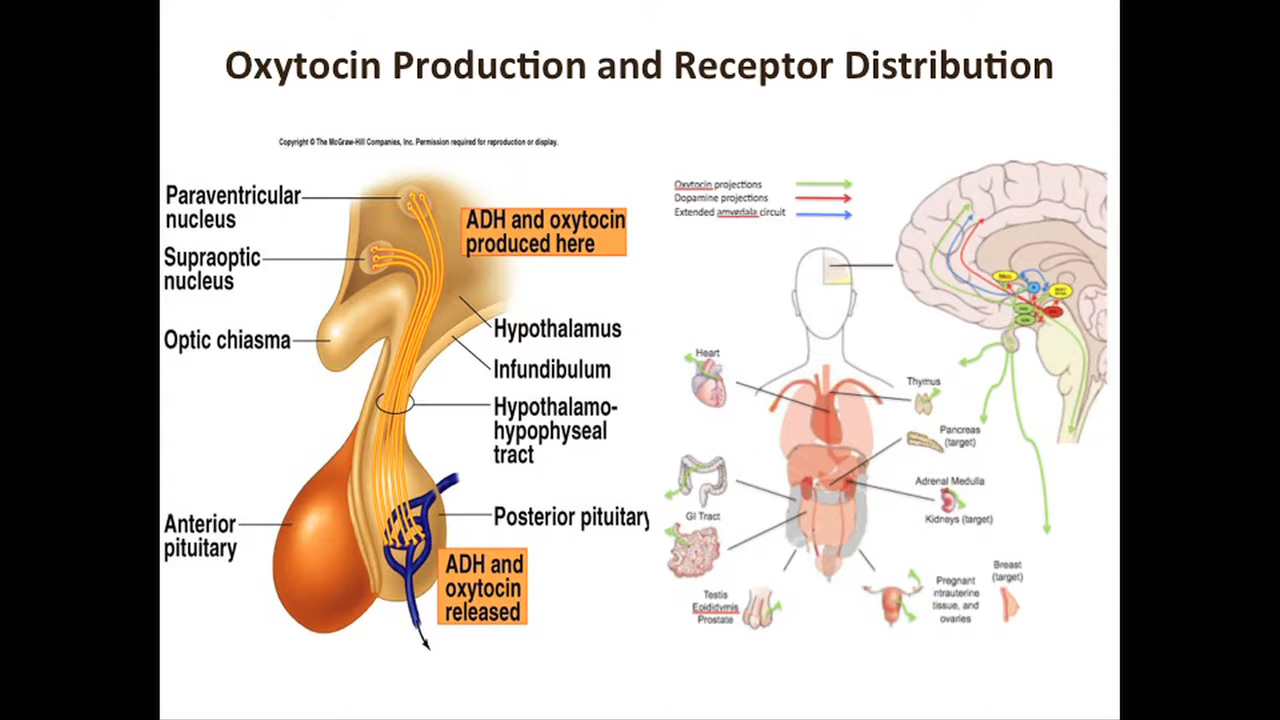 Oxytocin Production and Receptor Distribution
Copyright © The McGraw-Hill Companies, Inc. Permission required for reproduction or display.
Paraventricular
nucleus
Supraoptic
nucleus
Optic chiasma
Anterior
pituitary
ADH and oxytocin
produced here
Hypothalamus
Infundibulum
Hypothalamo-
hypophyseal
tract
Posterior pituitary
ADH and
oxytocin
released
Oxytocin projections
Dopamine projections
Extended amygdala circuit
Heart
Thymus
Pancreas
(target)
Adrenal Medulla
Kidneys (target)
GI Tract
Testis
Epididymis
Prostate
Pregnant
intrauterine
tissue, and
ovaries
Breast
(target)